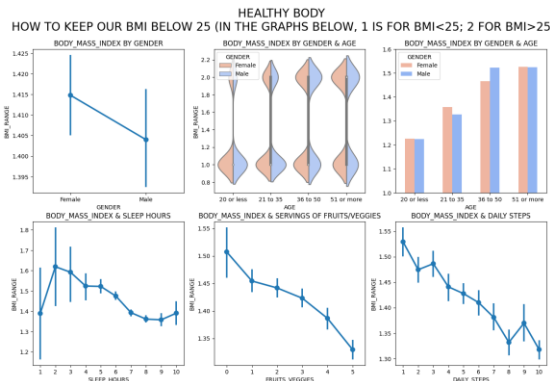 HEALTHY BODY
HOW TO KEEP OUR BMI BELOW 25 (IN THE GRAPHS BELOW, 1 IS FOR BMI<25; 2 FOR BMI>25
BODY_MASS_INDEX BY GENDER
BMI_RANGE
1.425
1.420
1.415
1.410
1.405
1.400
1.395
Female
Male
GENDER
BODY_MASS_INDEX BY GENDER & AGE
GENDER
Female
Male
BMI_RANGE
2.2
2.0
1.8
1.6
1.4
1.2
1.0
0.8
20 or less
21 to 35
36 to 50
51 or more
AGE
BODY_MASS_INDEX BY GENDER & AGE
GENDER
Female
Male
BMI_RANGE
1.6
1.5
1.4
1.3
1.2
1.1
1.0
20 or less
21 to 35
36 to 50
51 or more
AGE
BODY_MASS_INDEX & SLEEP HOURS
BMI_RANGE
1.8
1.7
1.6
1.5
1.4
1.3
1.2
1 2 3 4 5 6 7 8 9 10
SLEEP_HOURS
BODY_MASS_INDEX & SERVINGS OF FRUITS/VEGGIES
BMI_RANGE
1.55
1.50
1.45
1.40
1.35
0 1 2 3 4 5
FRUITS_VEGGIES
BODY_MASS_INDEX & DAILY STEPS
BMI_RANGE
1.55
1.50
1.45
1.40
1.35
1.30
1 2 3 4 5 6 7 8 9 10
DAILY_STEPS